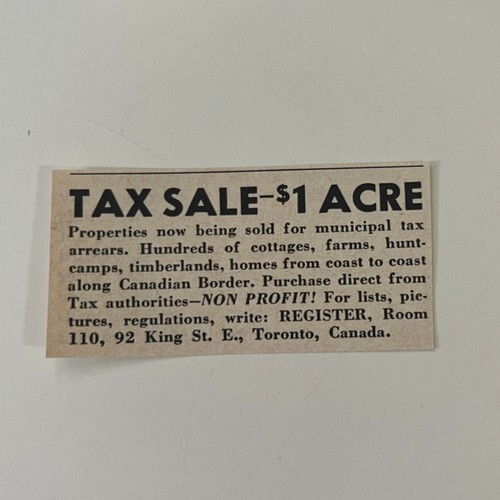 TAX SALE–$1 ACRE
Properties now being sold for municipal tax
arrears. Hundreds of cottages, farms, hunt-
camps, timberlands, homes from coast to coast
along Canadian Border. Purchase direct from
Tax authorities—NON PROFIT! For lists, pic-
tures, regulations, write: REGISTER, Room
110, 92 King St. E., Toronto, Canada.